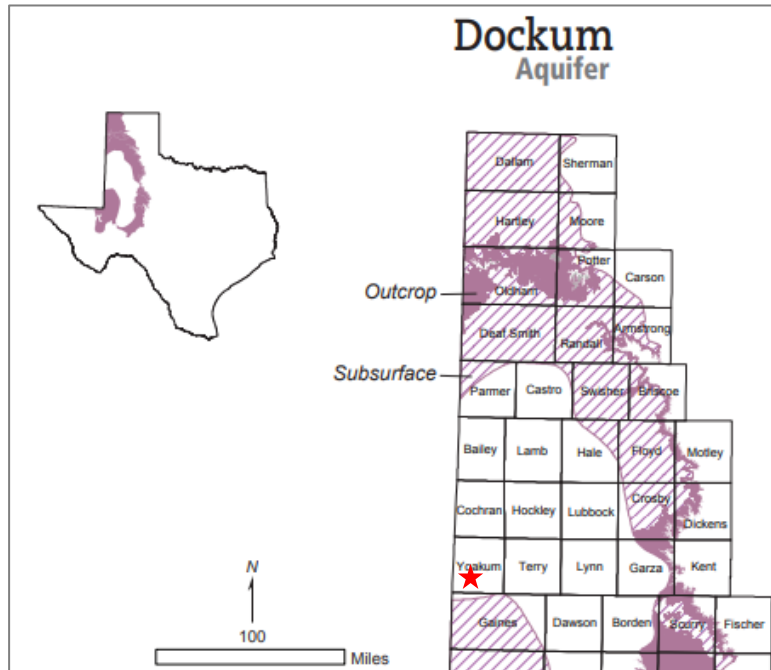 Dockum
Aquifer
Dallam Sherman
Hartley Moore
Potter
Carson
Outcrop
Oldham
Armstrong
Deaf Smith
Randall
Subsurface
Parmer Castro Swisher Briscoe
Bailey Lamb Hale Floyd Motley
Crosby
Cochran Hockley Lubbock
Dickens
Yoakum Terry Lynn Garza Kent
N
Gaines Dawson Borden Scurry Fischer
100
Miles